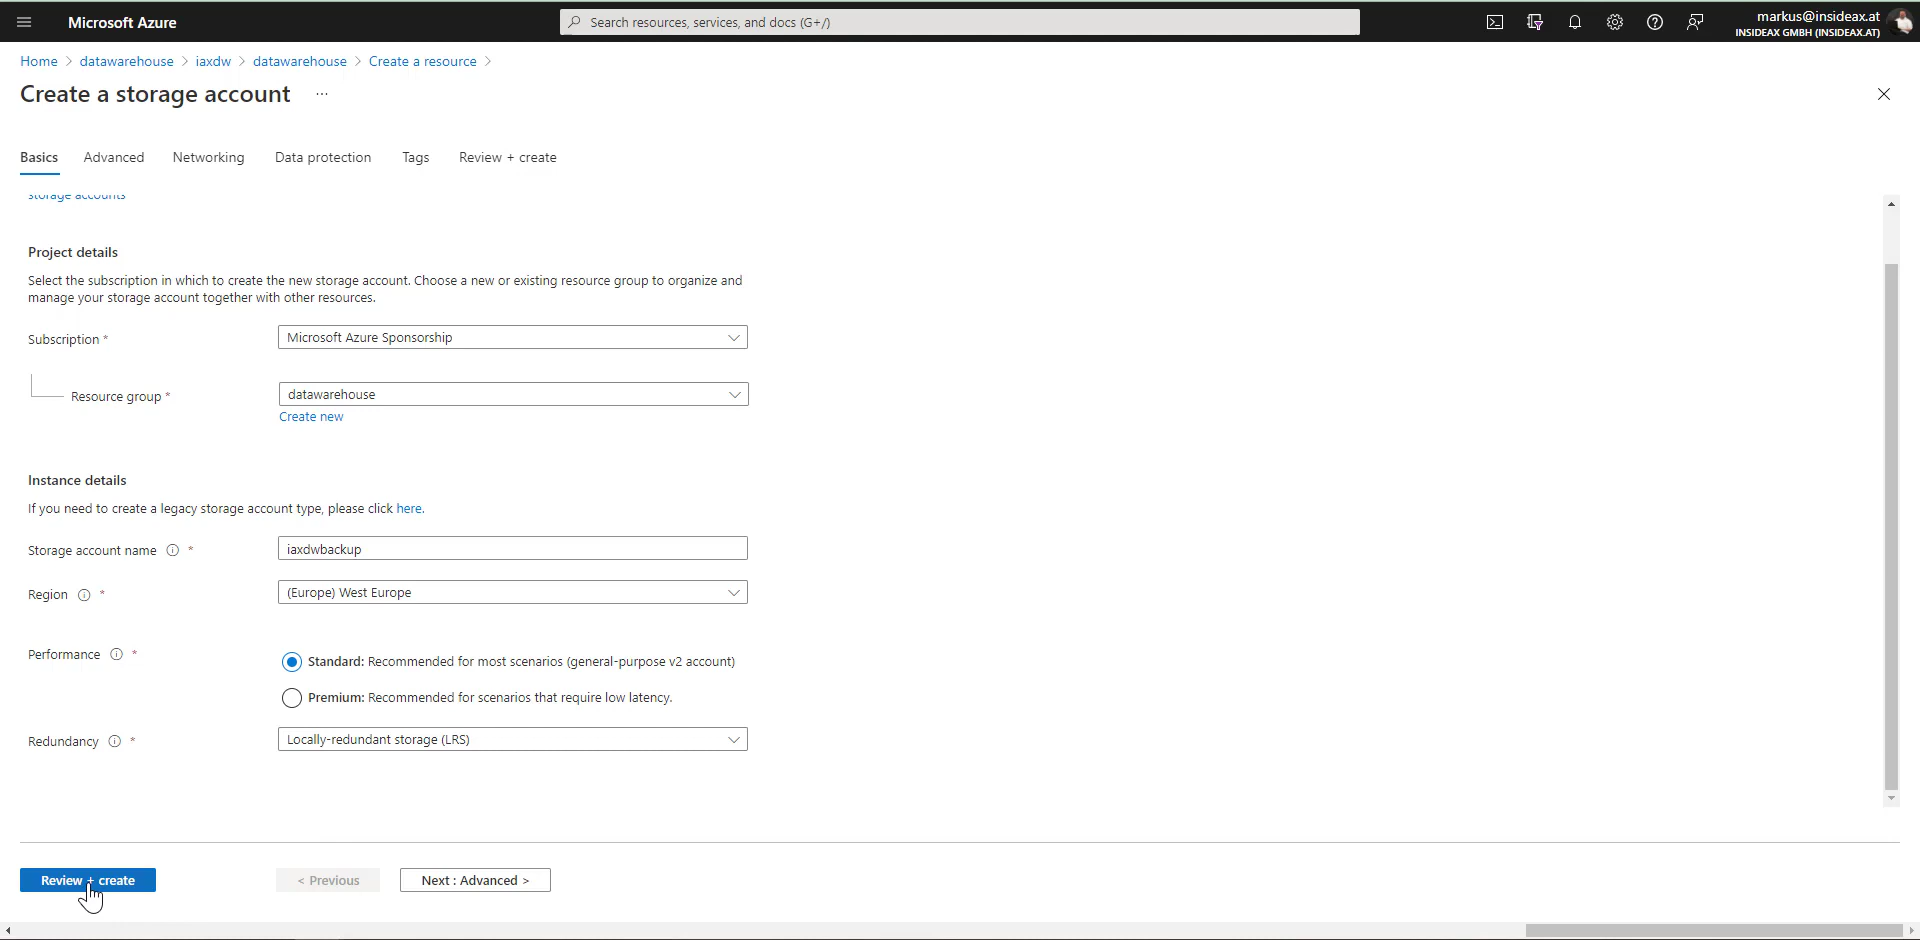 Microsoft Azure
Search resources, services, and docs (G+/)
markus@insideax.at
INSIDEAX GMBH (INSIDEAX.AT)
Home > datawarehouse > iaxdw > datawarehouse > Create a resource >
Create a storage account ...
Basics Advanced Networking Data protection Tags Review + create
storage accounts
Project details
Select the subscription in which to create the new storage account. Choose a new or existing resource group to organize and
manage your storage account together with other resources.
Subscription * Microsoft Azure Sponsorship
Resource group * datawarehouse
Create new
Instance details
If you need to create a legacy storage account type, please click here.
Storage account name * iaxdwbackup
Region * (Europe) West Europe
Performance *
Standard: Recommended for most scenarios (general-purpose v2 account)
Premium: Recommended for scenarios that require low latency.
Redundancy * Locally-redundant storage (LRS)
Review + create < Previous Next : Advanced >